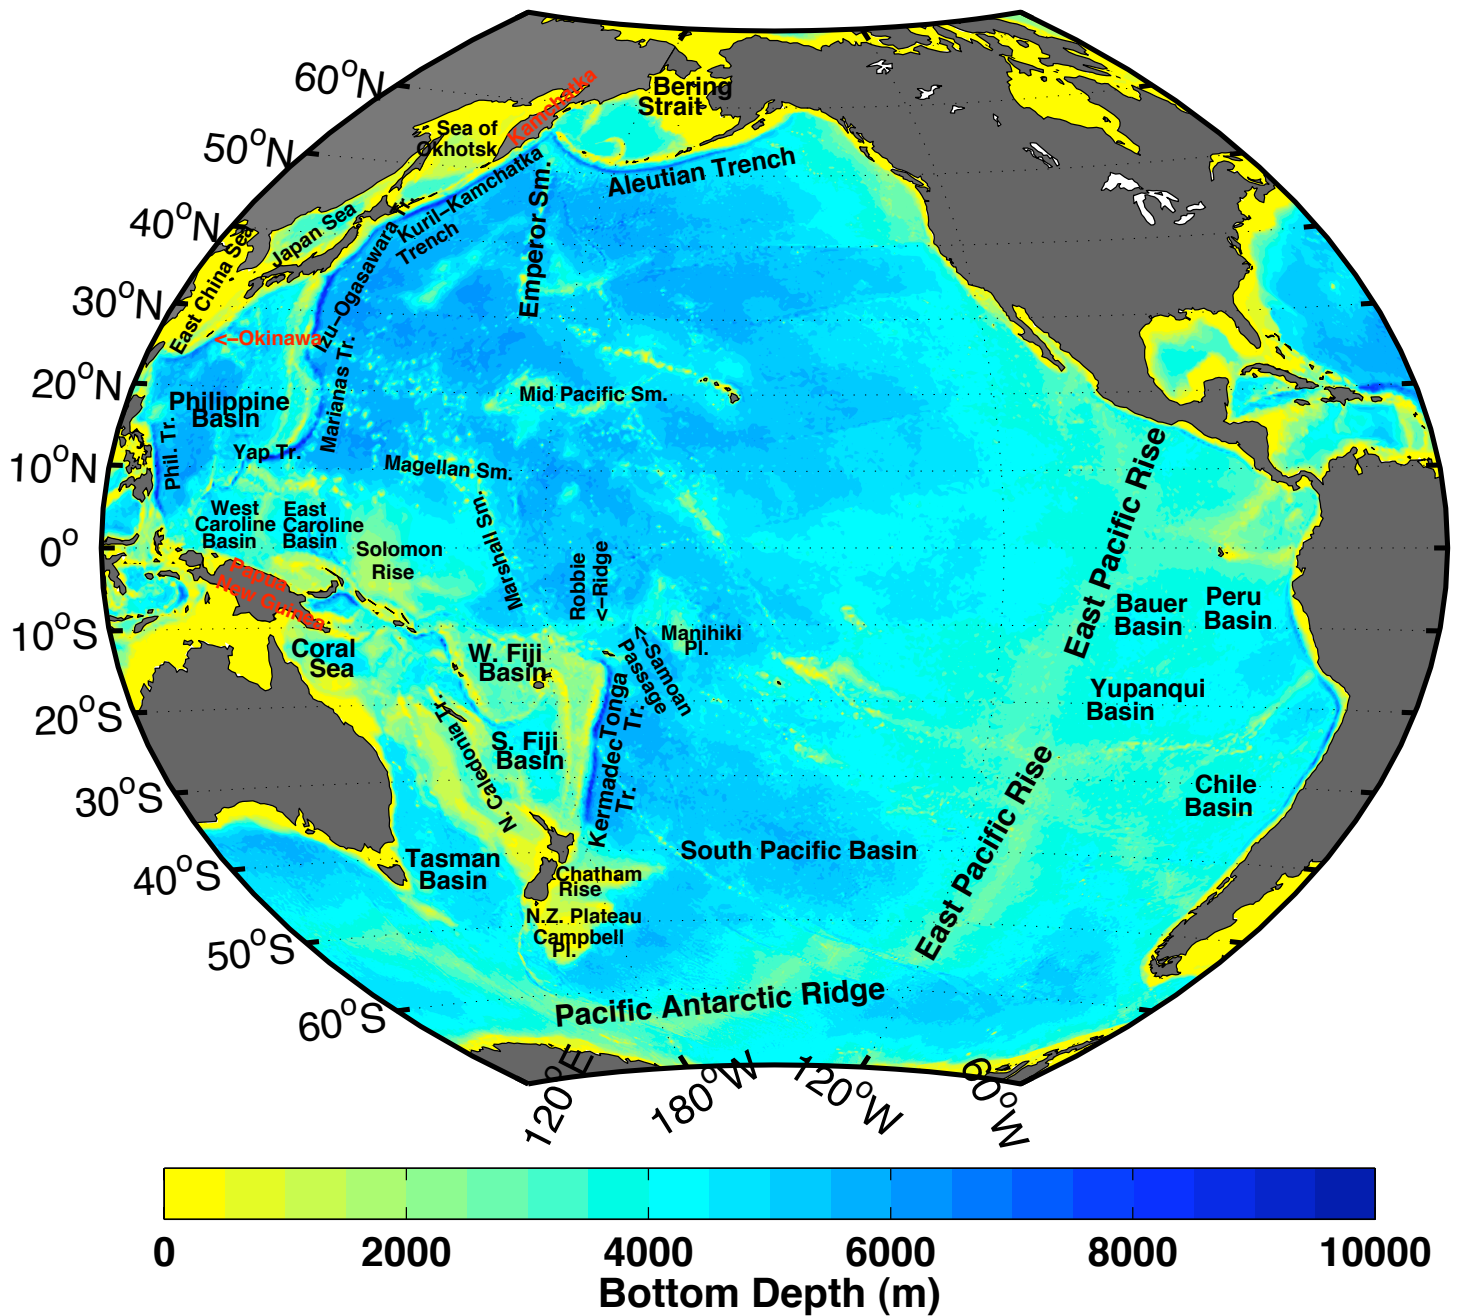 60°N
50°N
40°N
30°N
20°N
10°N
0°
10°S
20°S
30°S
40°S
50°S
60°S
120°E
180°W
120°W
60°W
Bering
Strait
Kamchatka
Sea of
Okhotsk
Aleutian Trench
Kuril-Kamchatka
Trench
Tr.
Emperor Sm.
Japan Sea
East China Sea
Izu-Ogasawara
<-Okinawa
Marianas Tr.
Mid Pacific Sm.
Philippine
Basin
Phil. Tr.
Yap Tr.
Magellan Sm.
West
Caroline
Basin
East
Caroline
Basin
Solomon
Rise
Marshall Sm.
Robbie
<-Ridge
Papua
New Guinea
Coral
Sea
W. Fiji
Basin
<-Samoan
Passage
Manihiki
Pl.
Tonga
Tr.
S. Fiji
Basin
N. Caledonia Tr.
Kermadec
Tr.
East Pacific Rise
Bauer
Basin
Peru
Basin
Yupanqui
Basin
Chile
Basin
East Pacific Rise
South Pacific Basin
Tasman
Basin
Chatham
Rise
N.Z. Plateau
Campbell
Pl.
Pacific Antarctic Ridge
0 2000 4000 6000 8000 10000
Bottom Depth (m)